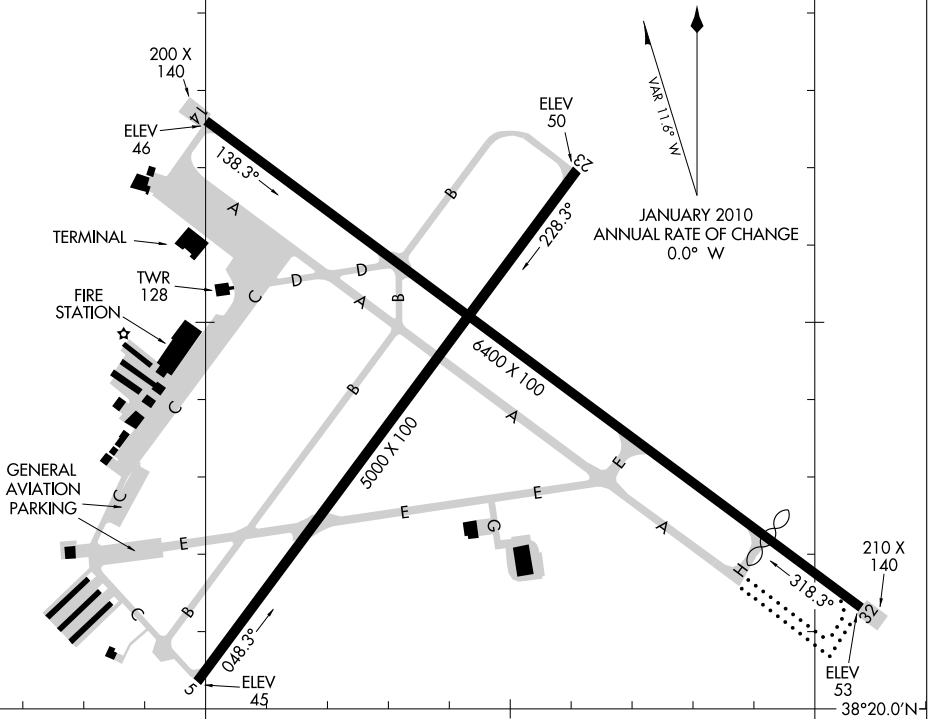 200 X
140
14
ELEV
46
138.3°
A
TERMINAL
TWR
128
FIRE
STATION
D
D
C
A
B
B
ELEV
50
23
228.3°
VAR 11.6° W
JANUARY 2010
ANNUAL RATE OF CHANGE
0.0° W
6400 X 100
5000 X 100
B
A
C
E
GENERAL
AVIATION
PARKING
C
E
E
E
G
A
H
318.3°
210 X
140
32
ELEV
53
C
B
048.3°
5
ELEV
45
38°20.0'N